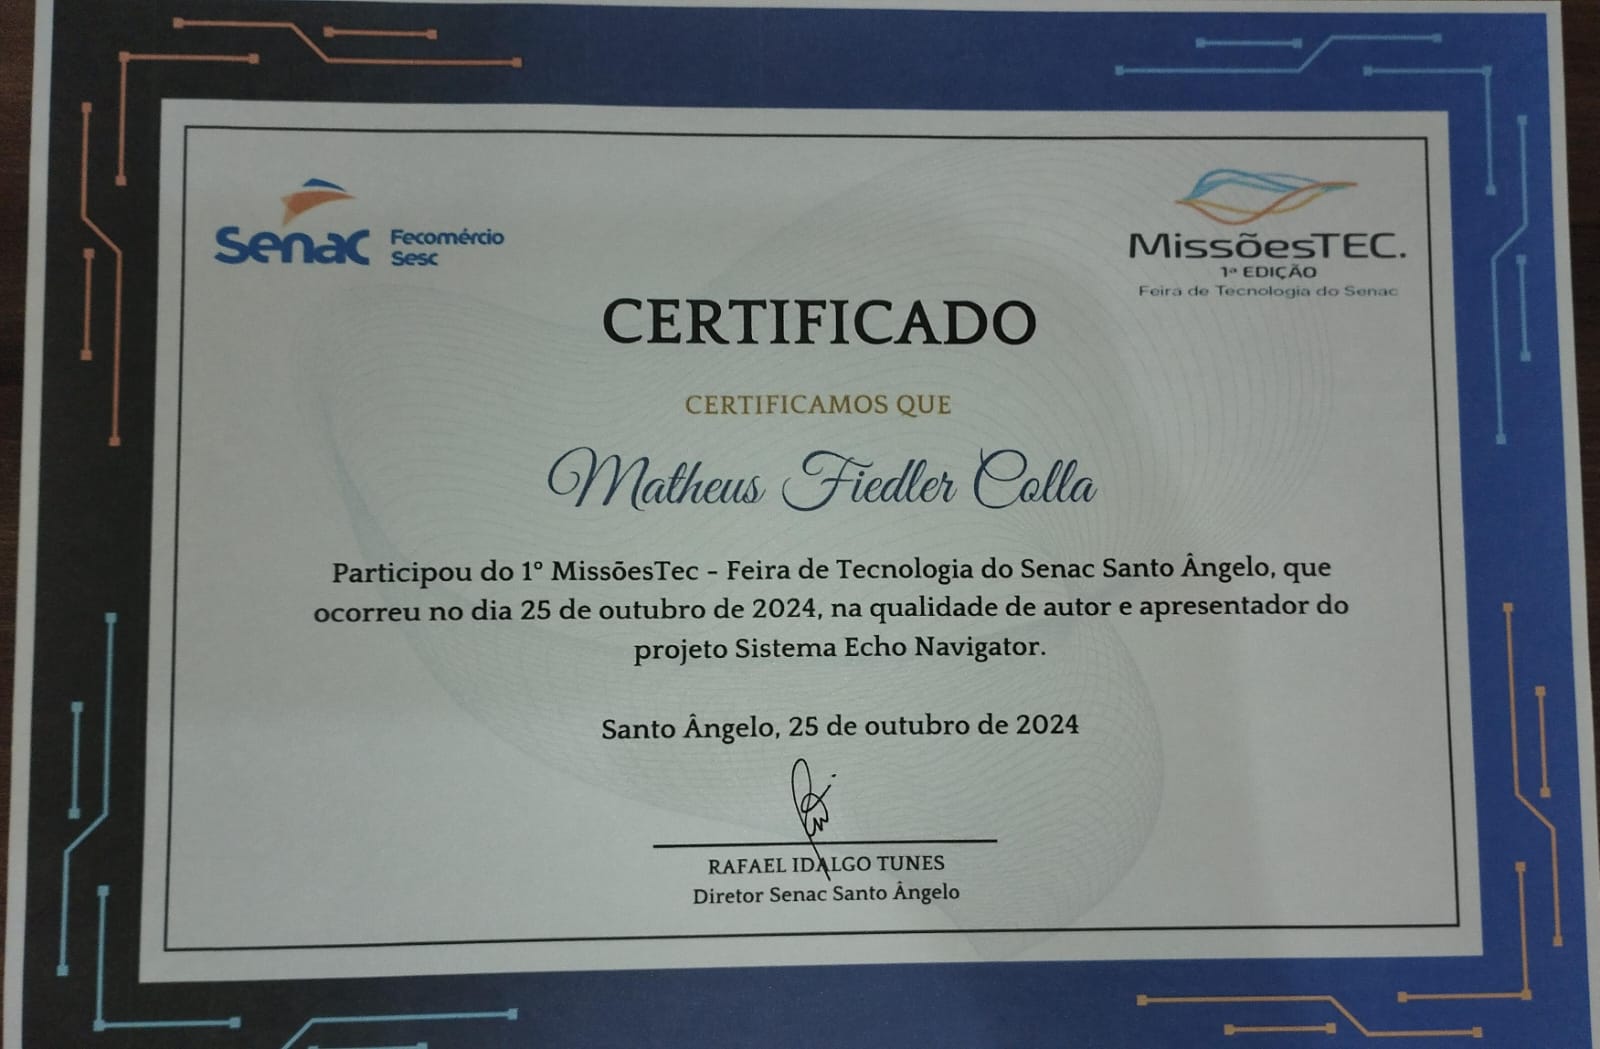 Senac Fecomércio
Sesc
MissõesTEC.
1ª EDIÇÃO
Feira de Tecnologia do Senac
CERTIFICADO
CERTIFICAMOS QUE
Matheus Fiedler Colla
Participou do 1º MissõesTec - Feira de Tecnologia do Senac Santo Ângelo, que
ocorreu no dia 25 de outubro de 2024, na qualidade de autor e apresentador do
projeto Sistema Echo Navigator.
Santo Ângelo, 25 de outubro de 2024
RAFAEL IDALGO TUNES
Diretor Senac Santo Ângelo